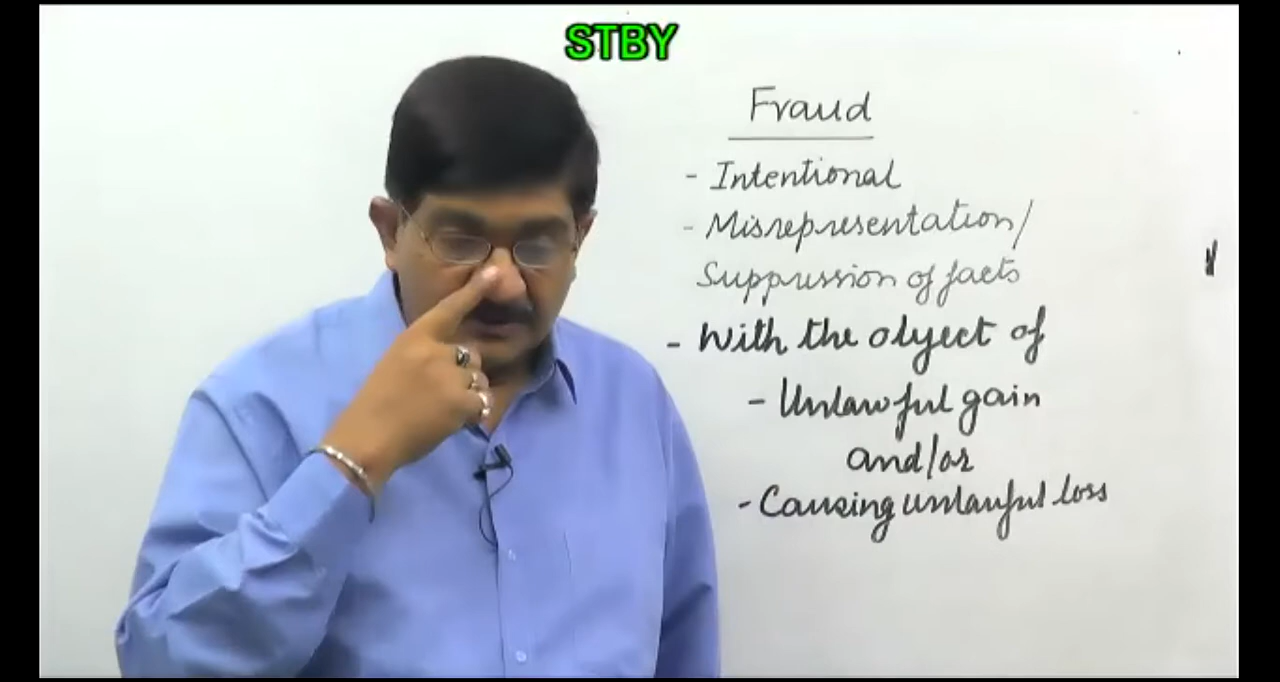 STBY
Fraud
- Intentional
- Misrepresentation/
Suppression of facts
- With the object of
- Unlawful gain
and/or
- Causing unlawful loss